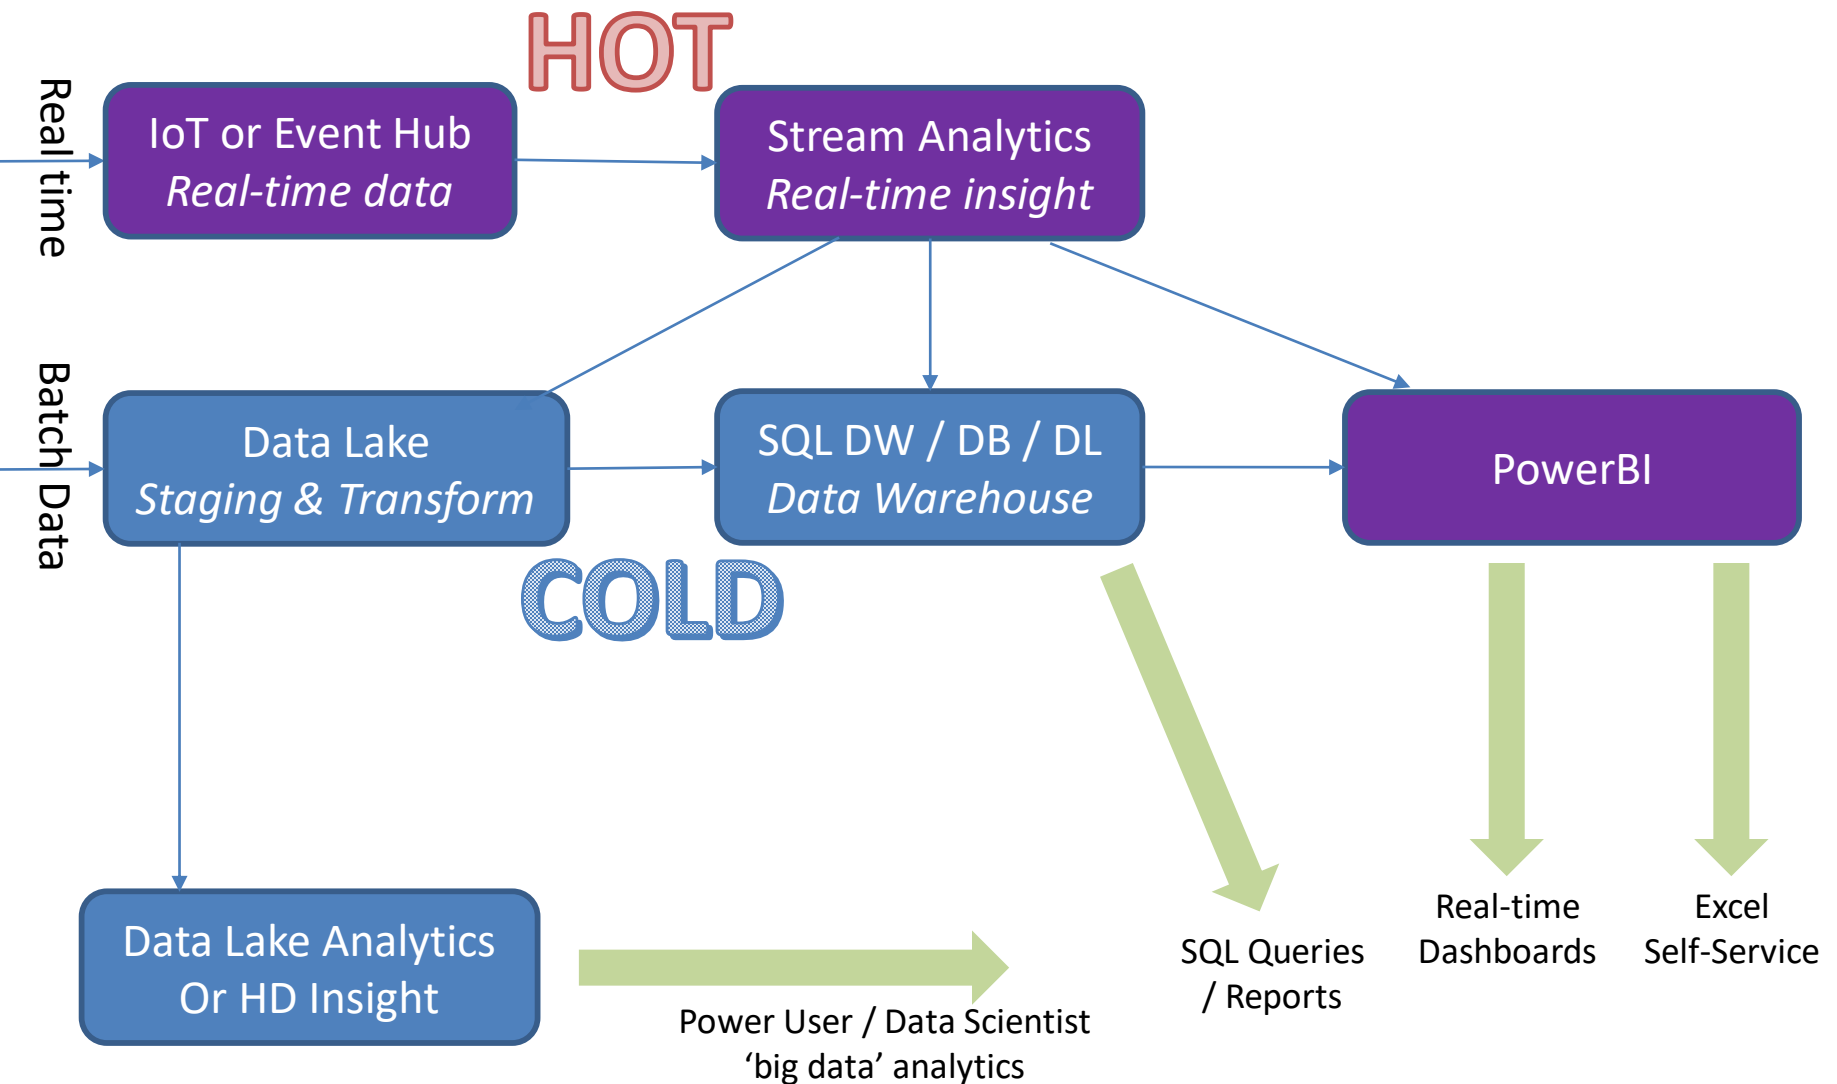 HOT
Real time
IoT or Event Hub
Real-time data
Stream Analytics
Real-time insight
Batch Data
Data Lake
Staging & Transform
SQL DW / DB / DL
Data Warehouse
PowerBI
COLD
Data Lake Analytics
Or HD Insight
Power User / Data Scientist
‘big data’ analytics
SQL Queries
/ Reports
Real-time
Dashboards
Excel
Self-Service